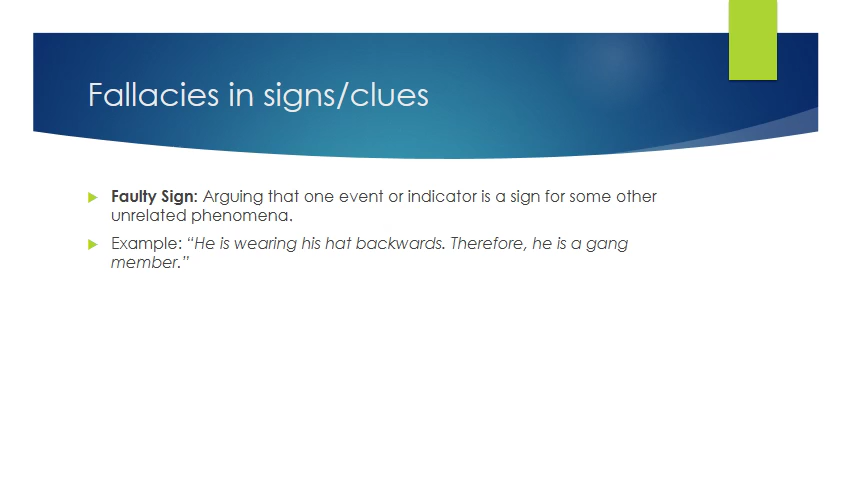 Fallacies in signs/clues
Faulty Sign: Arguing that one event or indicator is a sign for some other
unrelated phenomena.
Example: “He is wearing his hat backwards. Therefore, he is a gang
member.”